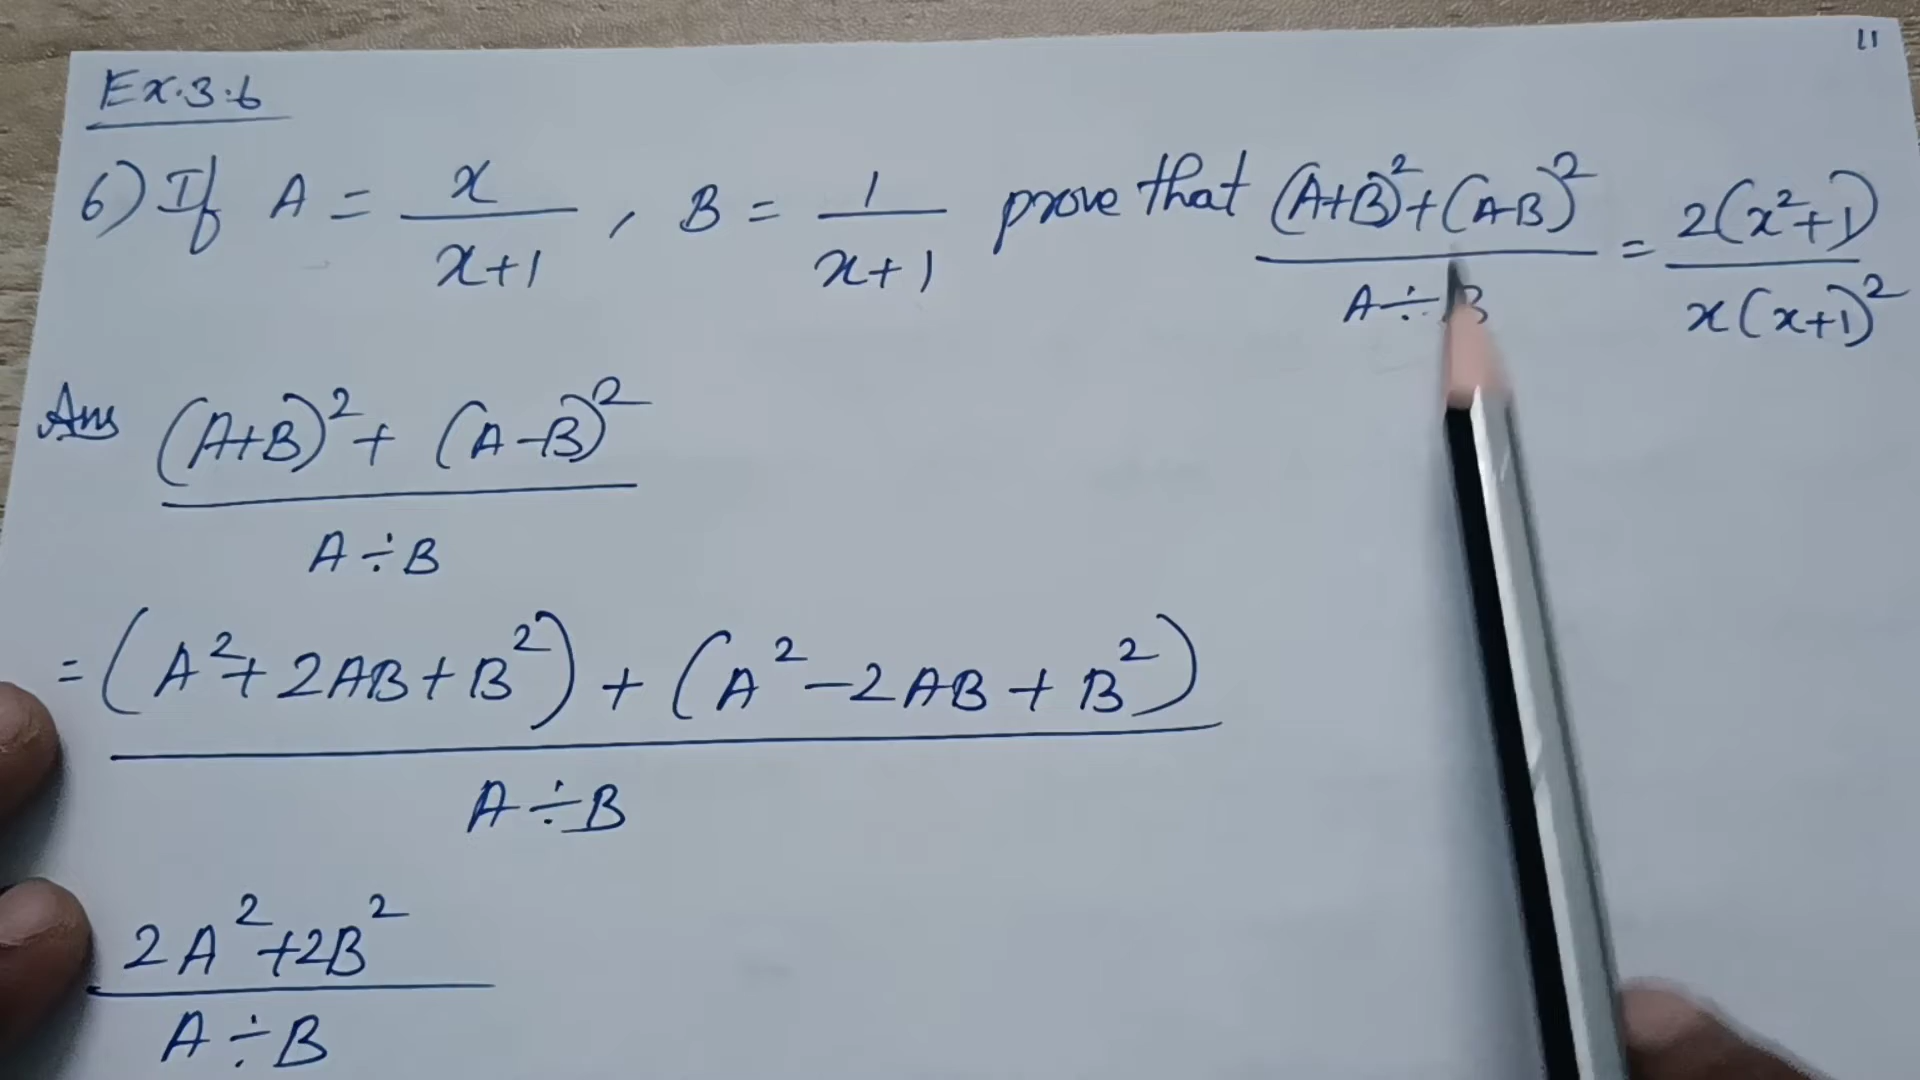 11
Ex.3.6
6) If A = x/(x+1) , B = 1/(x+1) prove that ((A+B)²+(A-B)²)/(A÷B) = 2(x²+1)/(x(x+1)²)
Ans ((A+B)²+ (A-B)²)/(A÷B)
= ((A²+2AB+B²) + (A²-2AB+B²))/(A÷B)
(2A²+2B²)/(A÷B)